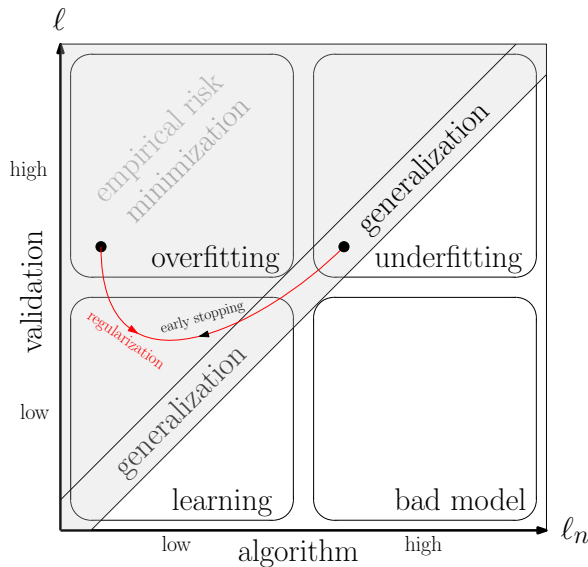 ℓ
empirical risk
minimization
generalization
high
overfitting
underfitting
validation
early stopping
regularization
generalization
low
learning
bad model
low
high
algorithm
ℓₙ